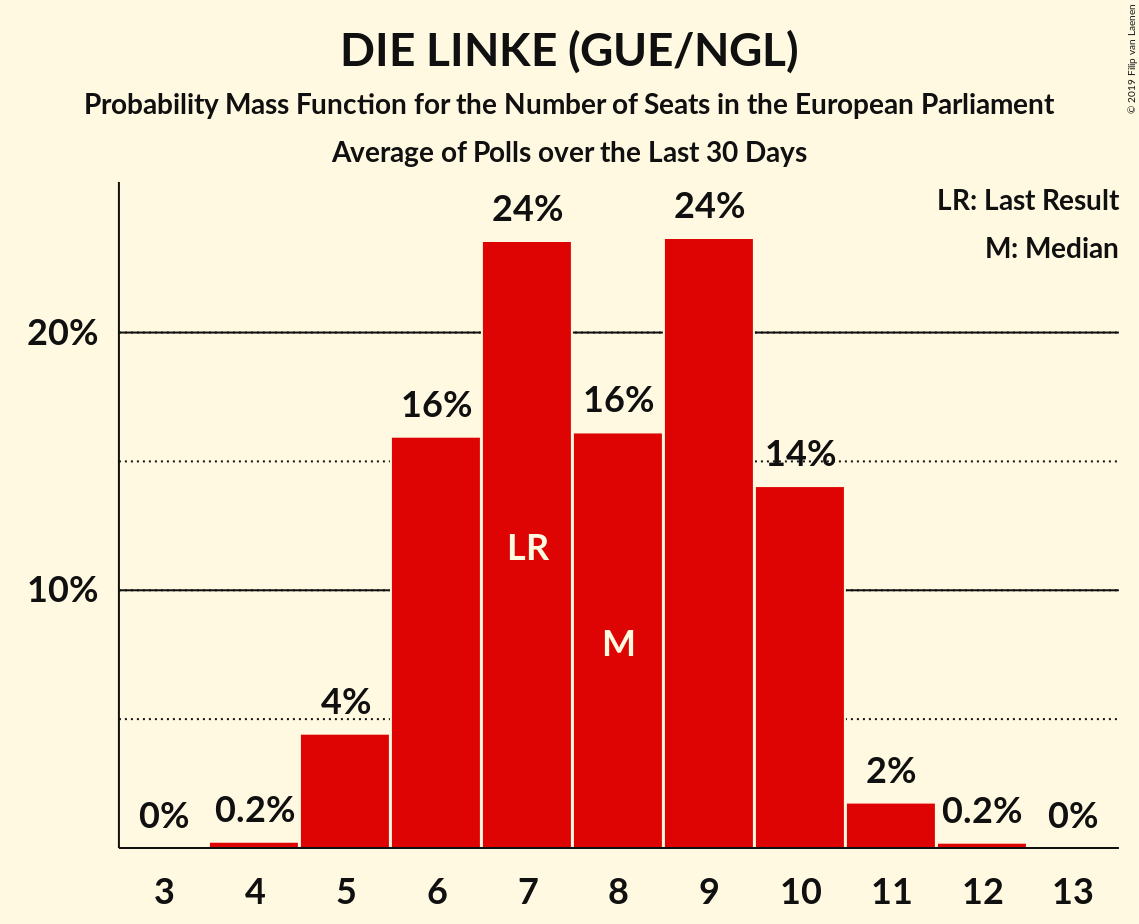 DIE LINKE (GUE/NGL)
Probability Mass Function for the Number of Seats in the European Parliament
Average of Polls over the Last 30 Days
© 2019 Filip van Laenen
LR: Last Result
M: Median
24% 24%
20%
16% 16%
14%
LR
10%
M
4%
2%
0% 0.2% 0.2% 0%
3 4 5 6 7 8 9 10 11 12 13